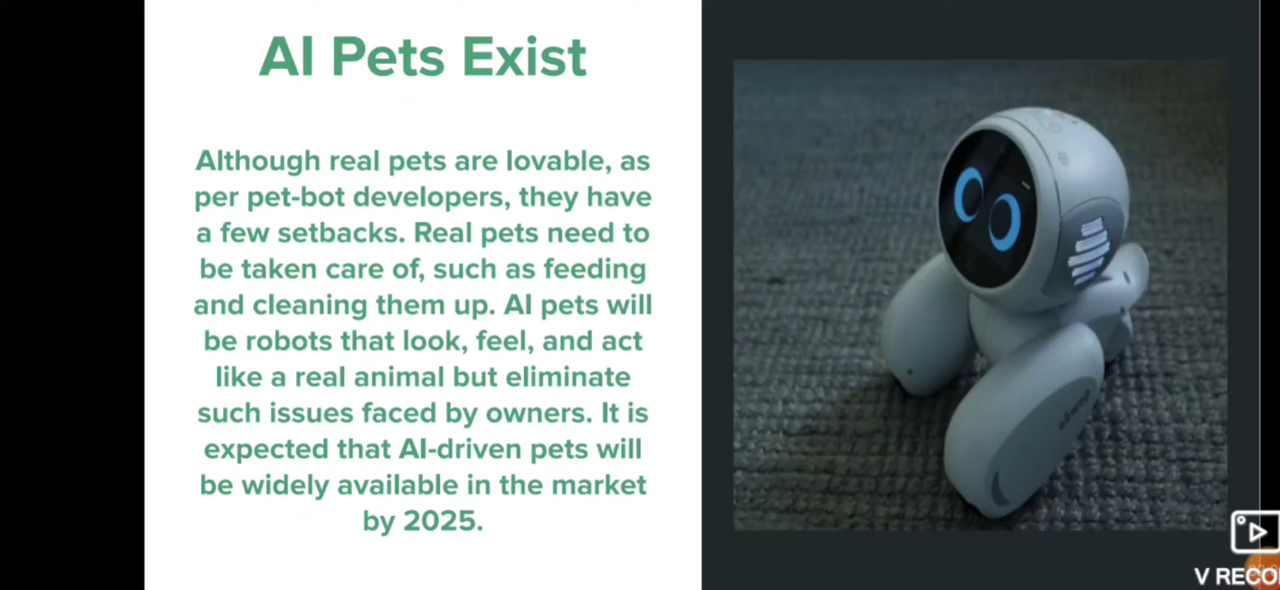 AI Pets Exist
Although real pets are lovable, as
per pet-bot developers, they have
a few setbacks. Real pets need to
be taken care of, such as feeding
and cleaning them up. AI pets will
be robots that look, feel, and act
like a real animal but eliminate
such issues faced by owners. It is
expected that AI-driven pets will
be widely available in the market
by 2025.
V RECO